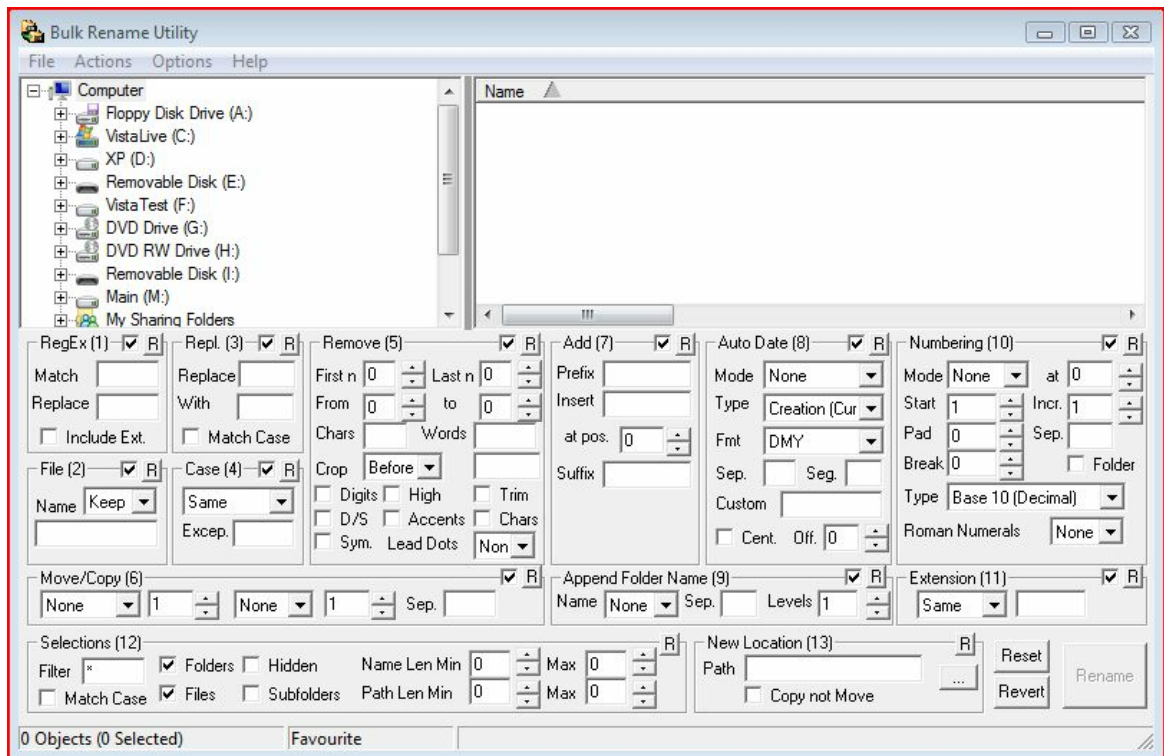 Bulk Rename Utility
File Actions Options Help
Computer
Floppy Disk Drive (A:)
VistaLive (C:)
XP (D:)
Removable Disk (E:)
VistaTest (F:)
DVD Drive (G:)
DVD RW Drive (H:)
Removable Disk (I:)
Main (M:)
My Sharing Folders
Name
RegEx (1) R
Match
Replace
Include Ext.
Repl. (3) R
Replace
With
Match Case
File (2) R
Name Keep
Case (4) R
Same
Excep.
Remove (5) R
First n 0 Last n 0
From 0 to 0
Chars Words
Crop Before
Digits High Trim
D/S Accents Chars
Sym. Lead Dots Non
Add (7) R
Prefix
Insert
at pos. 0
Suffix
Auto Date (8) R
Mode None
Type Creation (Cur
Fmt DMY
Sep. Seg.
Custom
Cent. Off. 0
Numbering (10) R
Mode None at 0
Start 1 Incr. 1
Pad 0 Sep.
Break 0 Folder
Type Base 10 (Decimal)
Roman Numerals None
Move/Copy (6) R
None 1 None 1 Sep.
Append Folder Name (9) R
Name None Sep. Levels 1
Extension (11) R
Same
Selections (12) R
Filter * Folders Hidden Name Len Min 0 Max 0
Match Case Files Subfolders Path Len Min 0 Max 0
New Location (13) R
Path ...
Copy not Move
Reset
Revert
Rename
0 Objects (0 Selected) Favourite